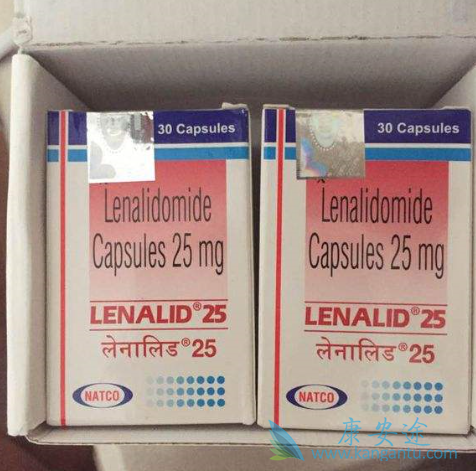 30 Capsules
Lenalidomide
Capsules 25 mg
LENALID®25
लेनालिड®25
NATCO
30 Capsules
Lenalidomide
Capsules 25 mg
LENALID®25
लेनालिड®25
NATCO
康安途
www.kangantu.com